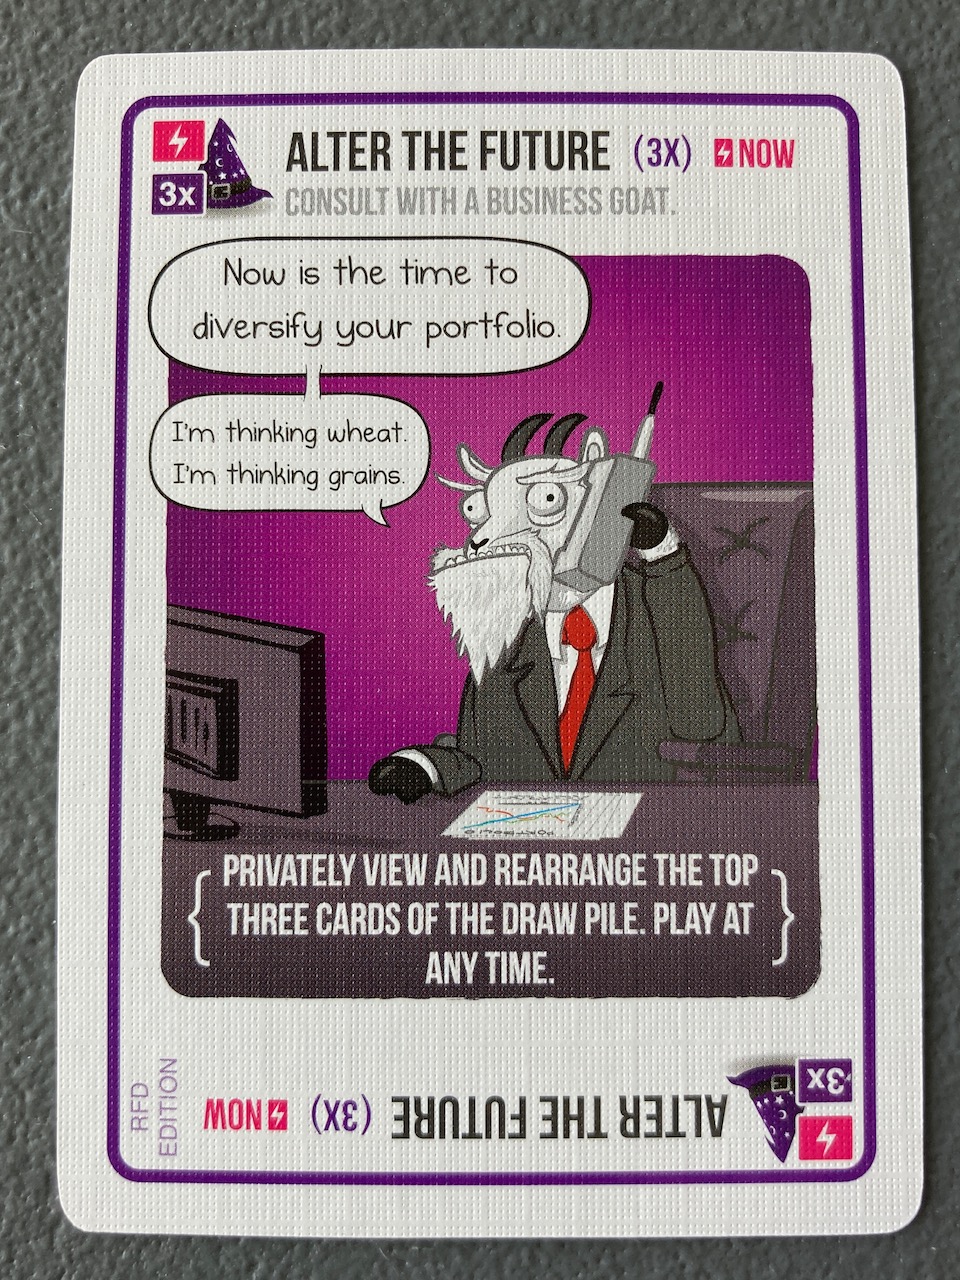 3x
ALTER THE FUTURE (3X) NOW
CONSULT WITH A BUSINESS GOAT.
Now is the time to
diversify your portfolio.
I'm thinking wheat.
I'm thinking grains.
PORTFOLIO
PRIVATELY VIEW AND REARRANGE THE TOP
THREE CARDS OF THE DRAW PILE. PLAY AT
ANY TIME.
RFD
EDITION
3x
ALTER THE FUTURE (3X) NOW